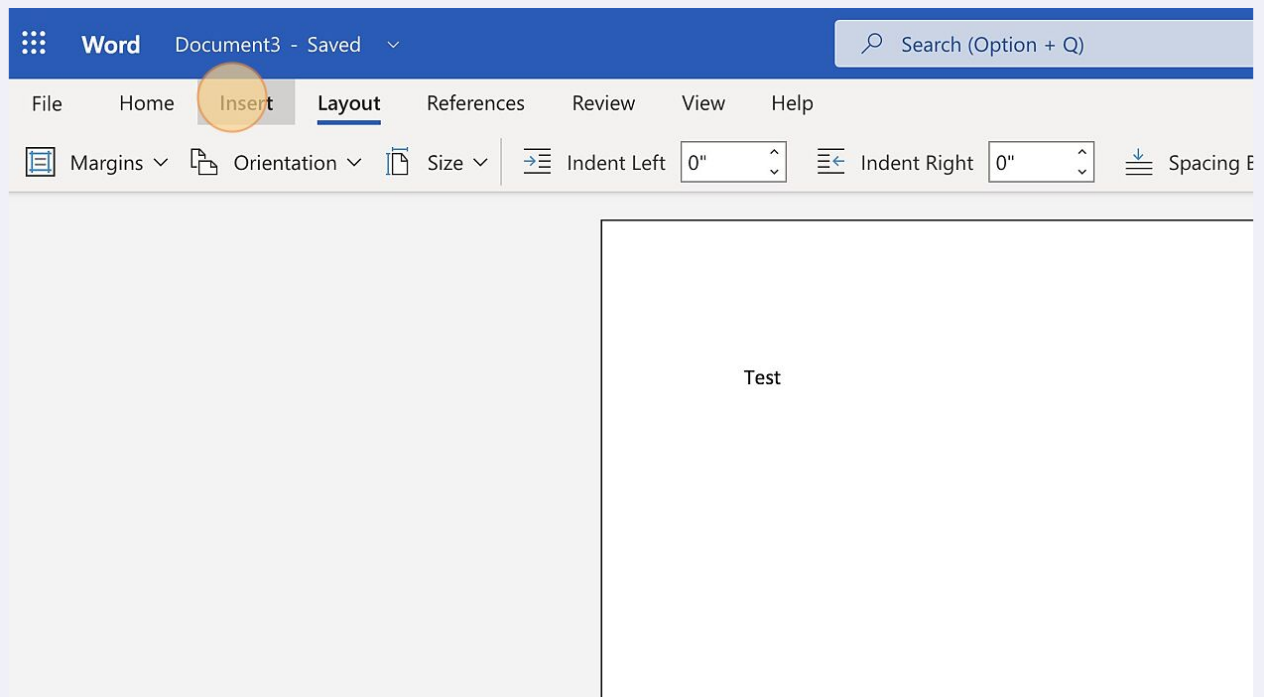 Word Document3 - Saved Search (Option + Q)
File Home Insert Layout References Review View Help
Margins Orientation Size Indent Left 0" Indent Right 0" Spacing
Test